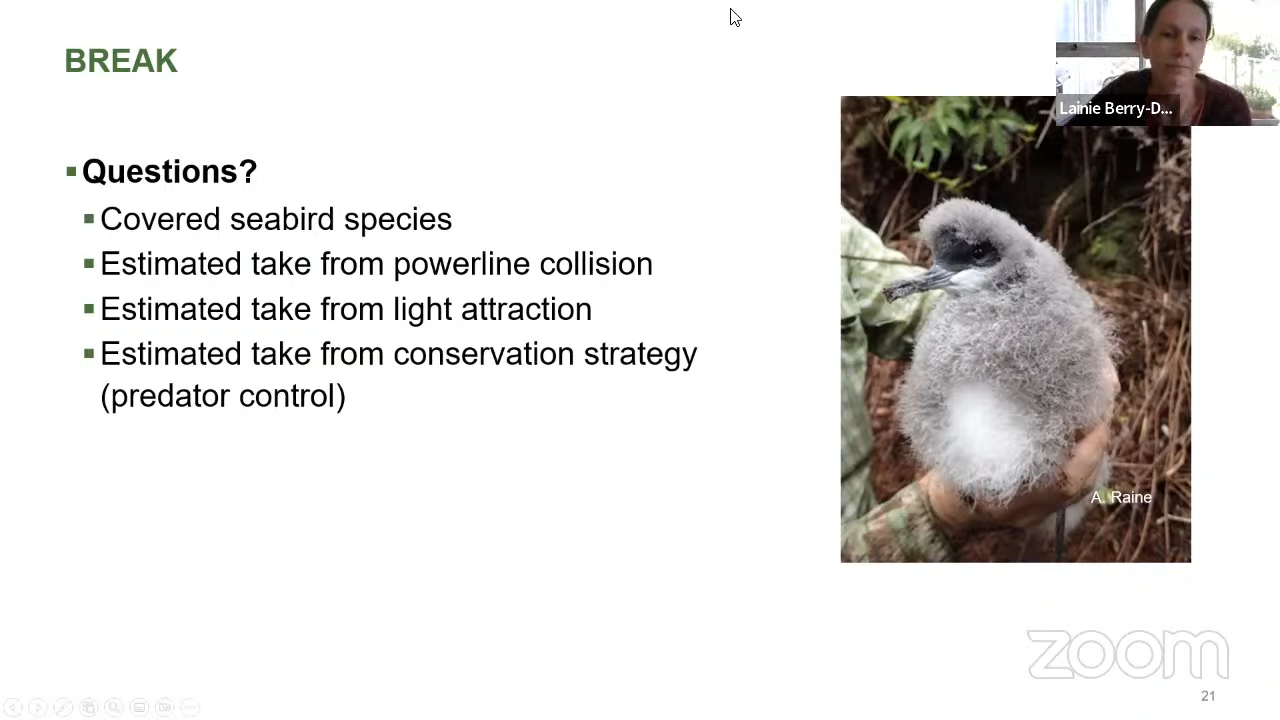 BREAK
Lainie Berry-D...
Questions?
Covered seabird species
Estimated take from powerline collision
Estimated take from light attraction
Estimated take from conservation strategy
(predator control)
A. Raine
zoom
21